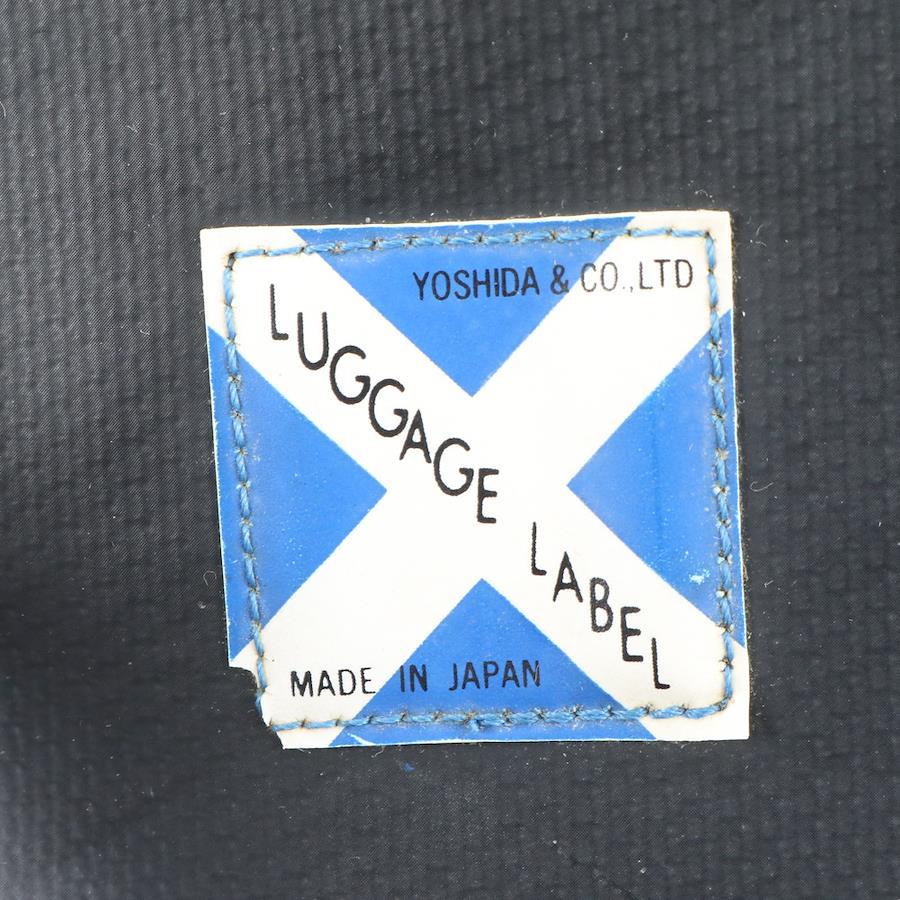 YOSHIDA & CO.,LTD
LUGGAGE LABEL
MADE IN JAPAN